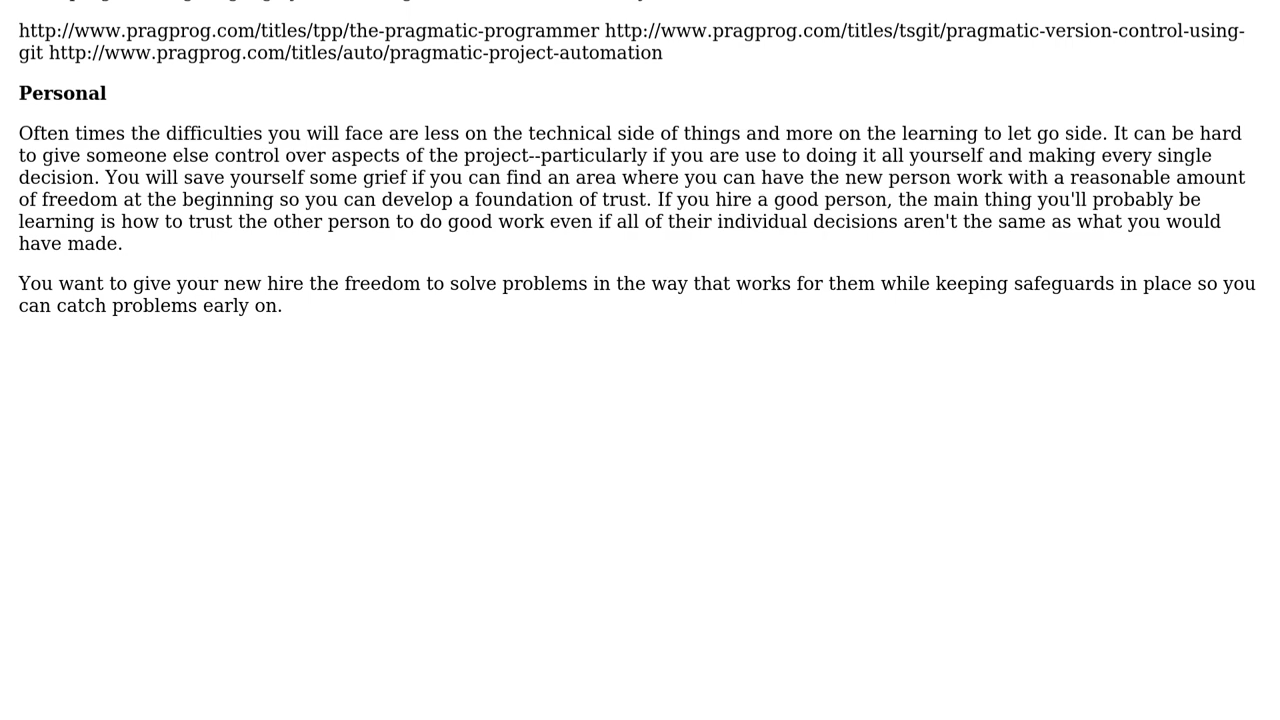 http://www.pragprog.com/titles/tpp/the-pragmatic-programmer http://www.pragprog.com/titles/tsgit/pragmatic-version-control-using-
git http://www.pragprog.com/titles/auto/pragmatic-project-automation
Personal
Often times the difficulties you will face are less on the technical side of things and more on the learning to let go side. It can be hard
to give someone else control over aspects of the project--particularly if you are use to doing it all yourself and making every single
decision. You will save yourself some grief if you can find an area where you can have the new person work with a reasonable amount
of freedom at the beginning so you can develop a foundation of trust. If you hire a good person, the main thing you'll probably be
learning is how to trust the other person to do good work even if all of their individual decisions aren't the same as what you would
have made.
You want to give your new hire the freedom to solve problems in the way that works for them while keeping safeguards in place so you
can catch problems early on.